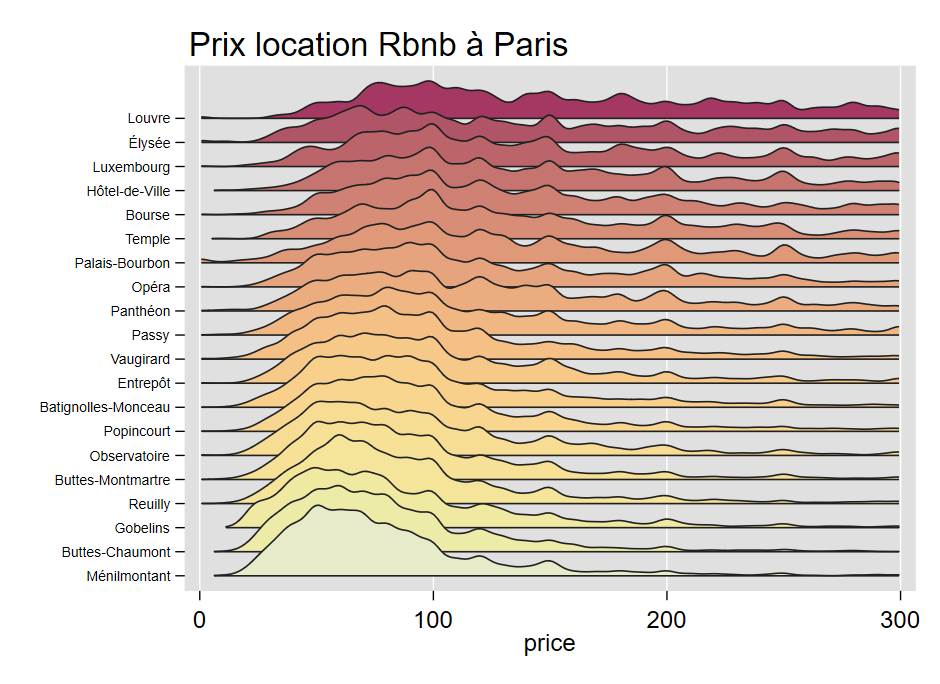 Prix location Rbnb à Paris
Louvre
Élysée
Luxembourg
Hôtel-de-Ville
Bourse
Temple
Palais-Bourbon
Opéra
Panthéon
Passy
Vaugirard
Entrepôt
Batignolles-Monceau
Popincourt
Observatoire
Buttes-Montmartre
Reuilly
Gobelins
Buttes-Chaumont
Ménilmontant
0 100 200 300
price